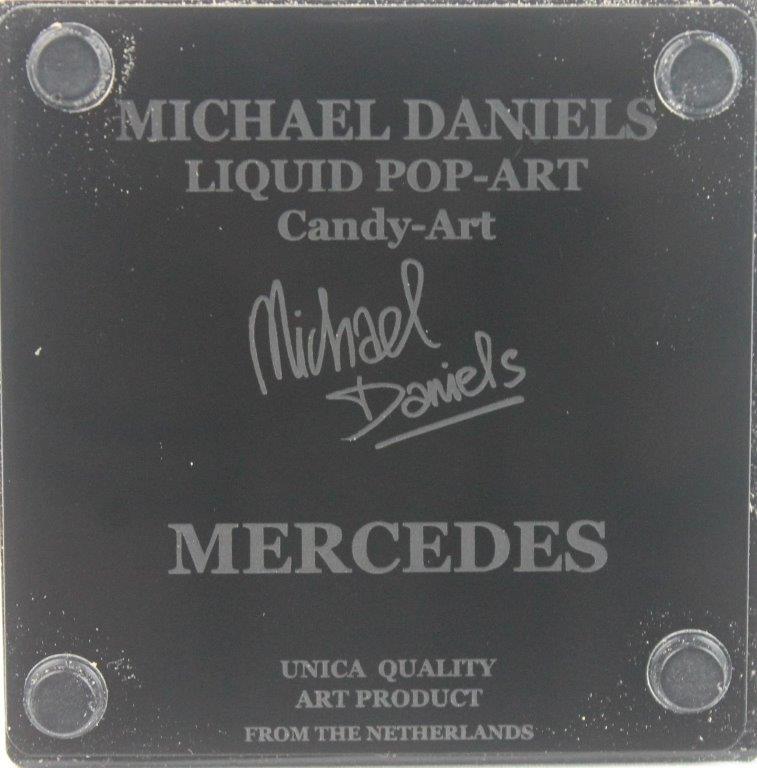 MICHAEL DANIELS
LIQUID POP-ART
Candy-Art
Michael
Daniels
MERCEDES
UNICA QUALITY
ART PRODUCT
FROM THE NETHERLANDS